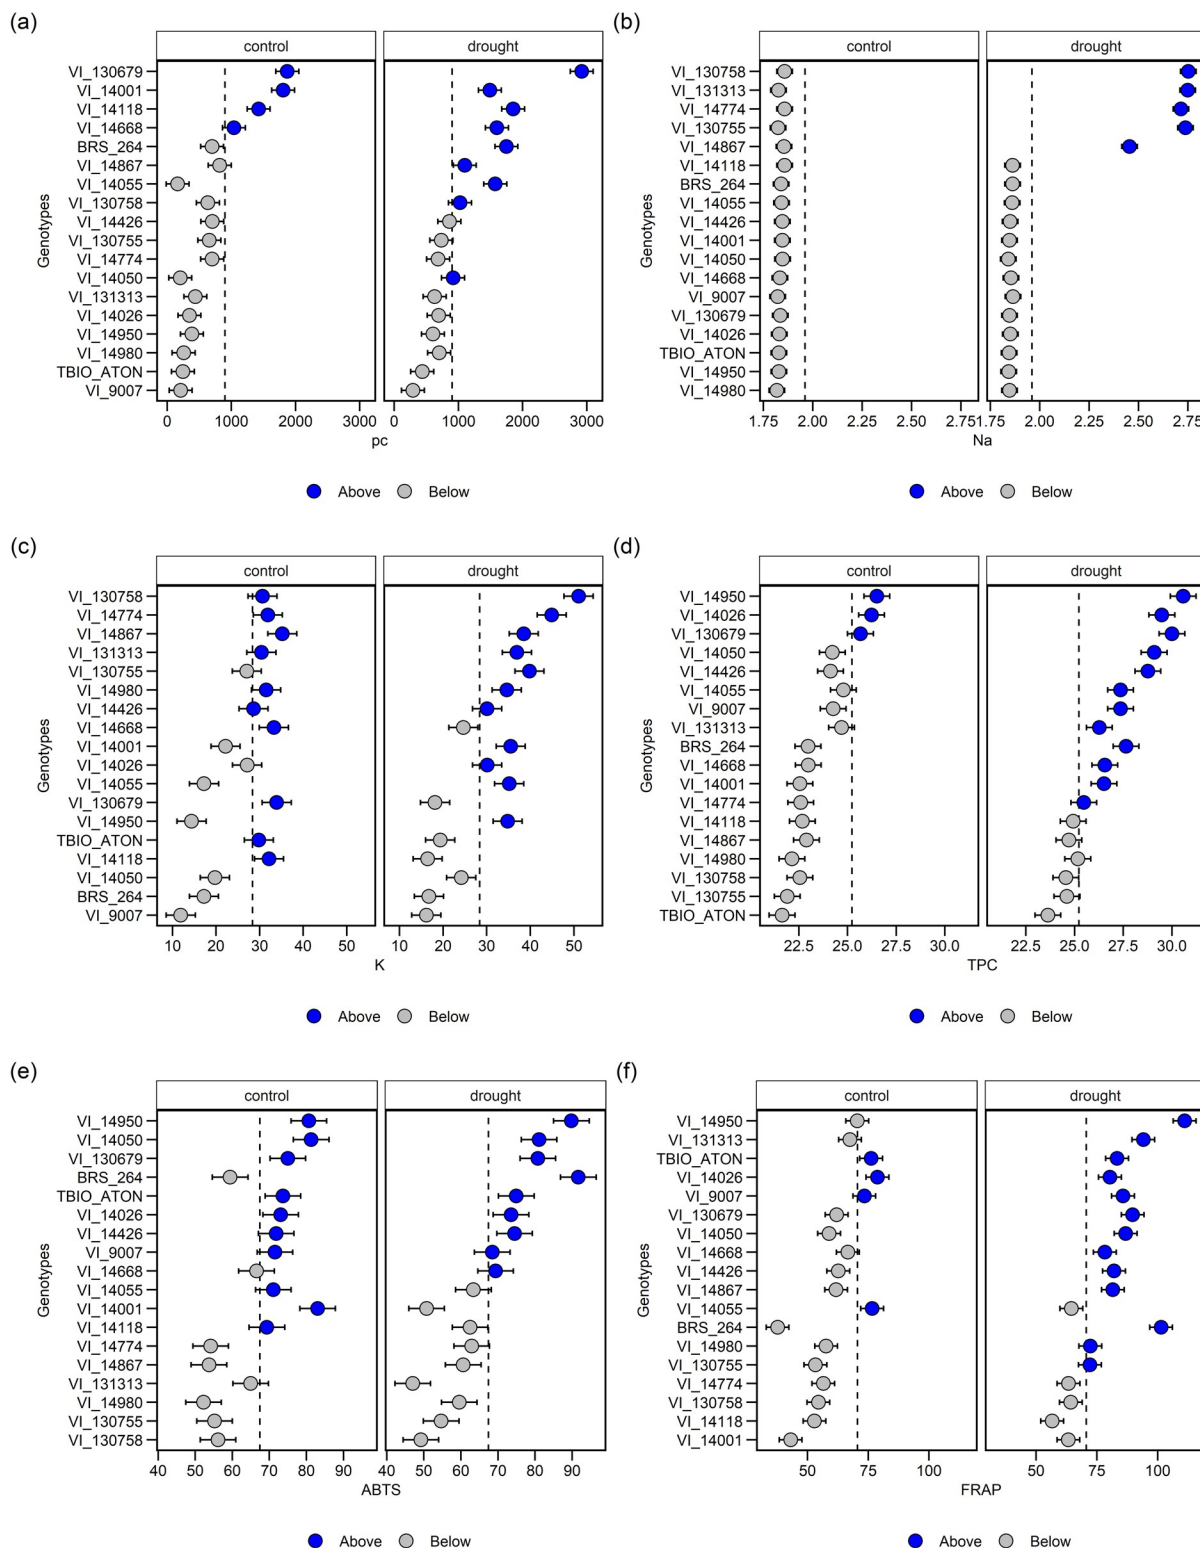 (a)
control drought
VI_130679
VI_14001
VI_14118
VI_14668
BRS_264
VI_14867
VI_14055
VI_130758
VI_14426
VI_130755
VI_14774
VI_14050
VI_131313
VI_14026
VI_14950
VI_14980
TBIO_ATON
VI_9007
Genotypes
0 1000 2000 3000 0 1000 2000 3000
pc
Above Below
(b)
control drought
VI_130758
VI_131313
VI_14774
VI_130755
VI_14867
VI_14118
BRS_264
VI_14055
VI_14426
VI_14001
VI_14050
VI_14668
VI_9007
VI_130679
VI_14026
TBIO_ATON
VI_14950
VI_14980
Genotypes
1.75 2.00 2.25 2.50 2.75 1.75 2.00 2.25 2.50 2.75
Na
Above Below
(c)
control drought
VI_130758
VI_14774
VI_14867
VI_131313
VI_130755
VI_14980
VI_14426
VI_14668
VI_14001
VI_14026
VI_14055
VI_130679
VI_14950
TBIO_ATON
VI_14118
VI_14050
BRS_264
VI_9007
Genotypes
10 20 30 40 50 10 20 30 40 50
K
Above Below
(d)
control drought
VI_14950
VI_14026
VI_130679
VI_14050
VI_14426
VI_14055
VI_9007
VI_131313
BRS_264
VI_14668
VI_14001
VI_14774
VI_14118
VI_14867
VI_14980
VI_130758
VI_130755
TBIO_ATON
Genotypes
22.5 25.0 27.5 30.0 22.5 25.0 27.5 30.0
TPC
Above Below
(e)
control drought
VI_14950
VI_14050
VI_130679
BRS_264
TBIO_ATON
VI_14026
VI_14426
VI_9007
VI_14668
VI_14055
VI_14001
VI_14118
VI_14774
VI_14867
VI_131313
VI_14980
VI_130755
VI_130758
Genotypes
40 50 60 70 80 90 40 50 60 70 80 90
ABTS
Above Below
(f)
control drought
VI_14950
VI_131313
TBIO_ATON
VI_14026
VI_9007
VI_130679
VI_14050
VI_14668
VI_14426
VI_14867
VI_14055
BRS_264
VI_14980
VI_130755
VI_14774
VI_130758
VI_14118
VI_14001
Genotypes
50 75 100 50 75 100
FRAP
Above Below